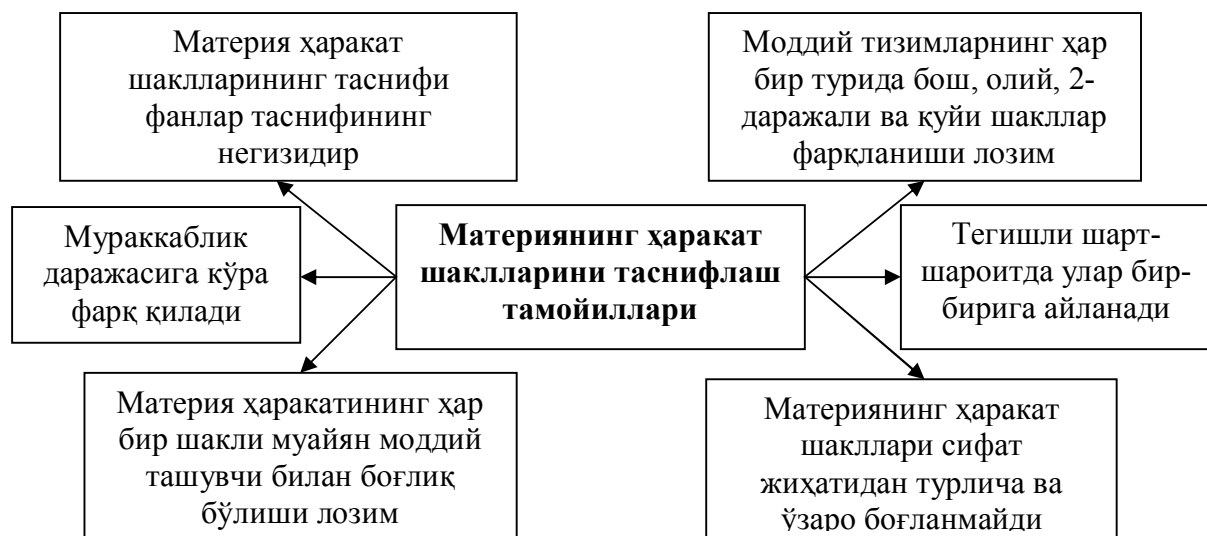 Материя ҳаракат
шаклларининг таснифи
фанлар таснифининг
негизидир
Моддий тизимларнинг ҳар
бир турида бош, олий, 2-
даражали ва қуйи шакллар
фарқланиши лозим
Мураккаблик
даражасига кўра
фарқ қилади
Материянинг ҳаракат
шаклларини таснифлаш
тамойиллари
Тегишли шарт-
шароитда улар бир-
бирига айланади
Материя ҳаракатининг ҳар
бир шакли муайян моддий
ташувчи билан боғлиқ
бўлиши лозим
Материянинг ҳаракат
шакллари сифат
жиҳатидан турлича ва
ўзаро боғланмайди